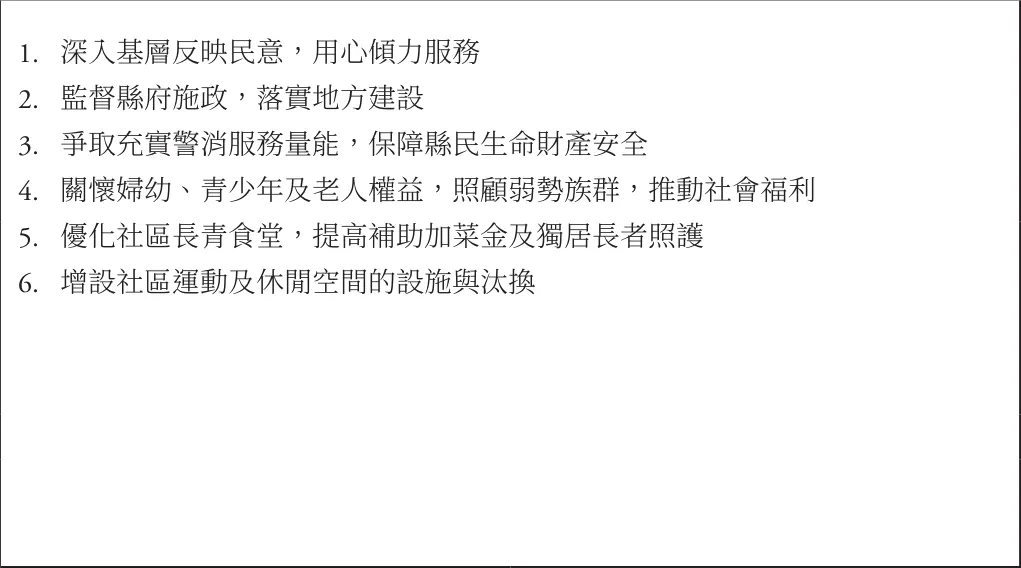 1. 深入基層反映民意，用心傾力服務
2. 監督縣府施政，落實地方建設
3. 爭取充實警消服務量能，保障縣民生命財產安全
4. 關懷婦幼、青少年及老人權益，照顧弱勢族群，推動社會福利
5. 優化社區長青食堂，提高補助加菜金及獨居長者照護
6. 增設社區運動及休閒空間的設施與汰換